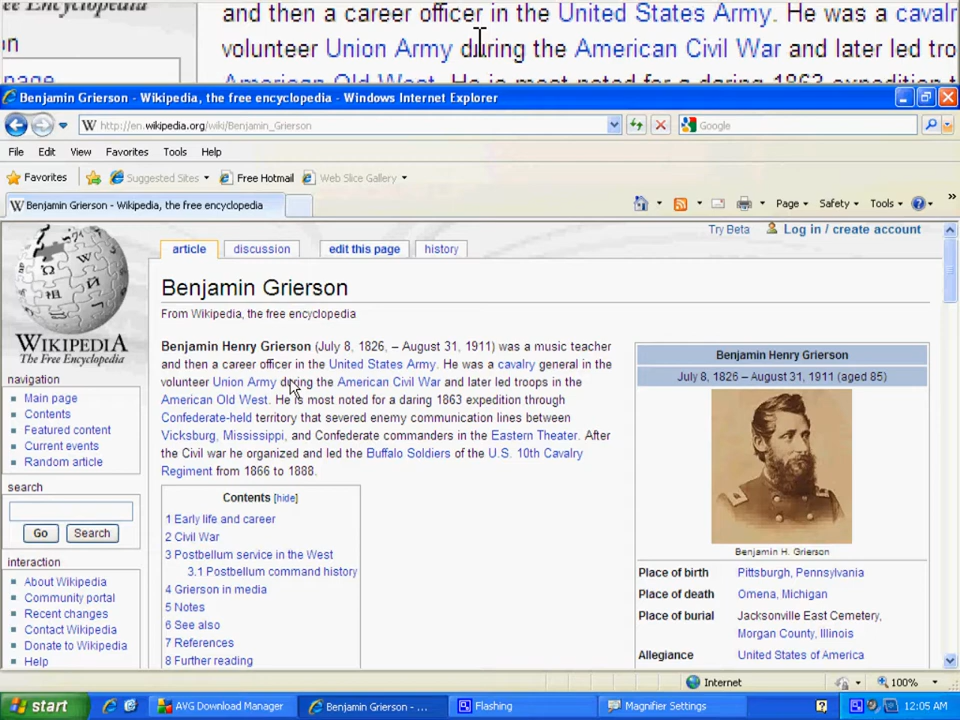 and then a career officer in the United States Army. He was a cavalr
volunteer Union Army during the American Civil War and later led tro
page
American Old West. He is most noted for a daring 1863 expedition t
Benjamin Grierson - Wikipedia, the free encyclopedia - Windows Internet Explorer
http://en.wikipedia.org/wiki/Benjamin_Grierson
Google
File Edit View Favorites Tools Help
Favorites Suggested Sites Free Hotmail Web Slice Gallery
Benjamin Grierson - Wikipedia, the free encyclopedia
Page Safety Tools
Try Beta Log in / create account
article discussion edit this page history
WIKIPEDIA
The Free Encyclopedia
navigation
Main page
Contents
Featured content
Current events
Random article
search
Go Search
interaction
About Wikipedia
Community portal
Recent changes
Contact Wikipedia
Donate to Wikipedia
Help
Benjamin Grierson
From Wikipedia, the free encyclopedia
Benjamin Henry Grierson (July 8, 1826, – August 31, 1911) was a music teacher
and then a career officer in the United States Army. He was a cavalry general in the
volunteer Union Army during the American Civil War and later led troops in the
American Old West. He is most noted for a daring 1863 expedition through
Confederate-held territory that severed enemy communication lines between
Vicksburg, Mississippi, and Confederate commanders in the Eastern Theater. After
the Civil war he organized and led the Buffalo Soldiers of the U.S. 10th Cavalry
Regiment from 1866 to 1888.
Contents [hide]
1 Early life and career
2 Civil War
3 Postbellum service in the West
3.1 Postbellum command history
4 Grierson in media
5 Notes
6 See also
7 References
8 Further reading
Benjamin Henry Grierson
July 8, 1826 – August 31, 1911 (aged 85)
Benjamin H. Grierson
Place of birth Pittsburgh, Pennsylvania
Place of death Omena, Michigan
Place of burial Jacksonville East Cemetery,
Morgan County, Illinois
Allegiance United States of America
Internet 100%
start AVG Download Manager Benjamin Grierson - ... Flashing Magnifier Settings 12:05 AM